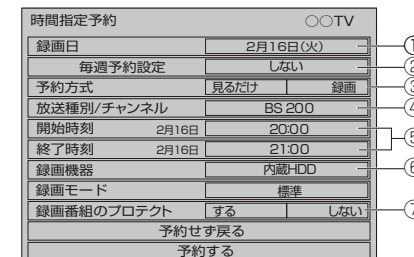 時間指定予約 ○○TV
録画日 2月16日(火) ①
毎週予約設定 しない ②
予約方式 見るだけ 録画 ③
放送種別/チャンネル BS 200 ④
開始時刻 2月16日 20:00
⑤
終了時刻 2月16日 21:00
録画機器 内蔵HDD ⑥
録画モード 標準
録画番組のプロテクト する しない ⑦
予約せず戻る
予約する